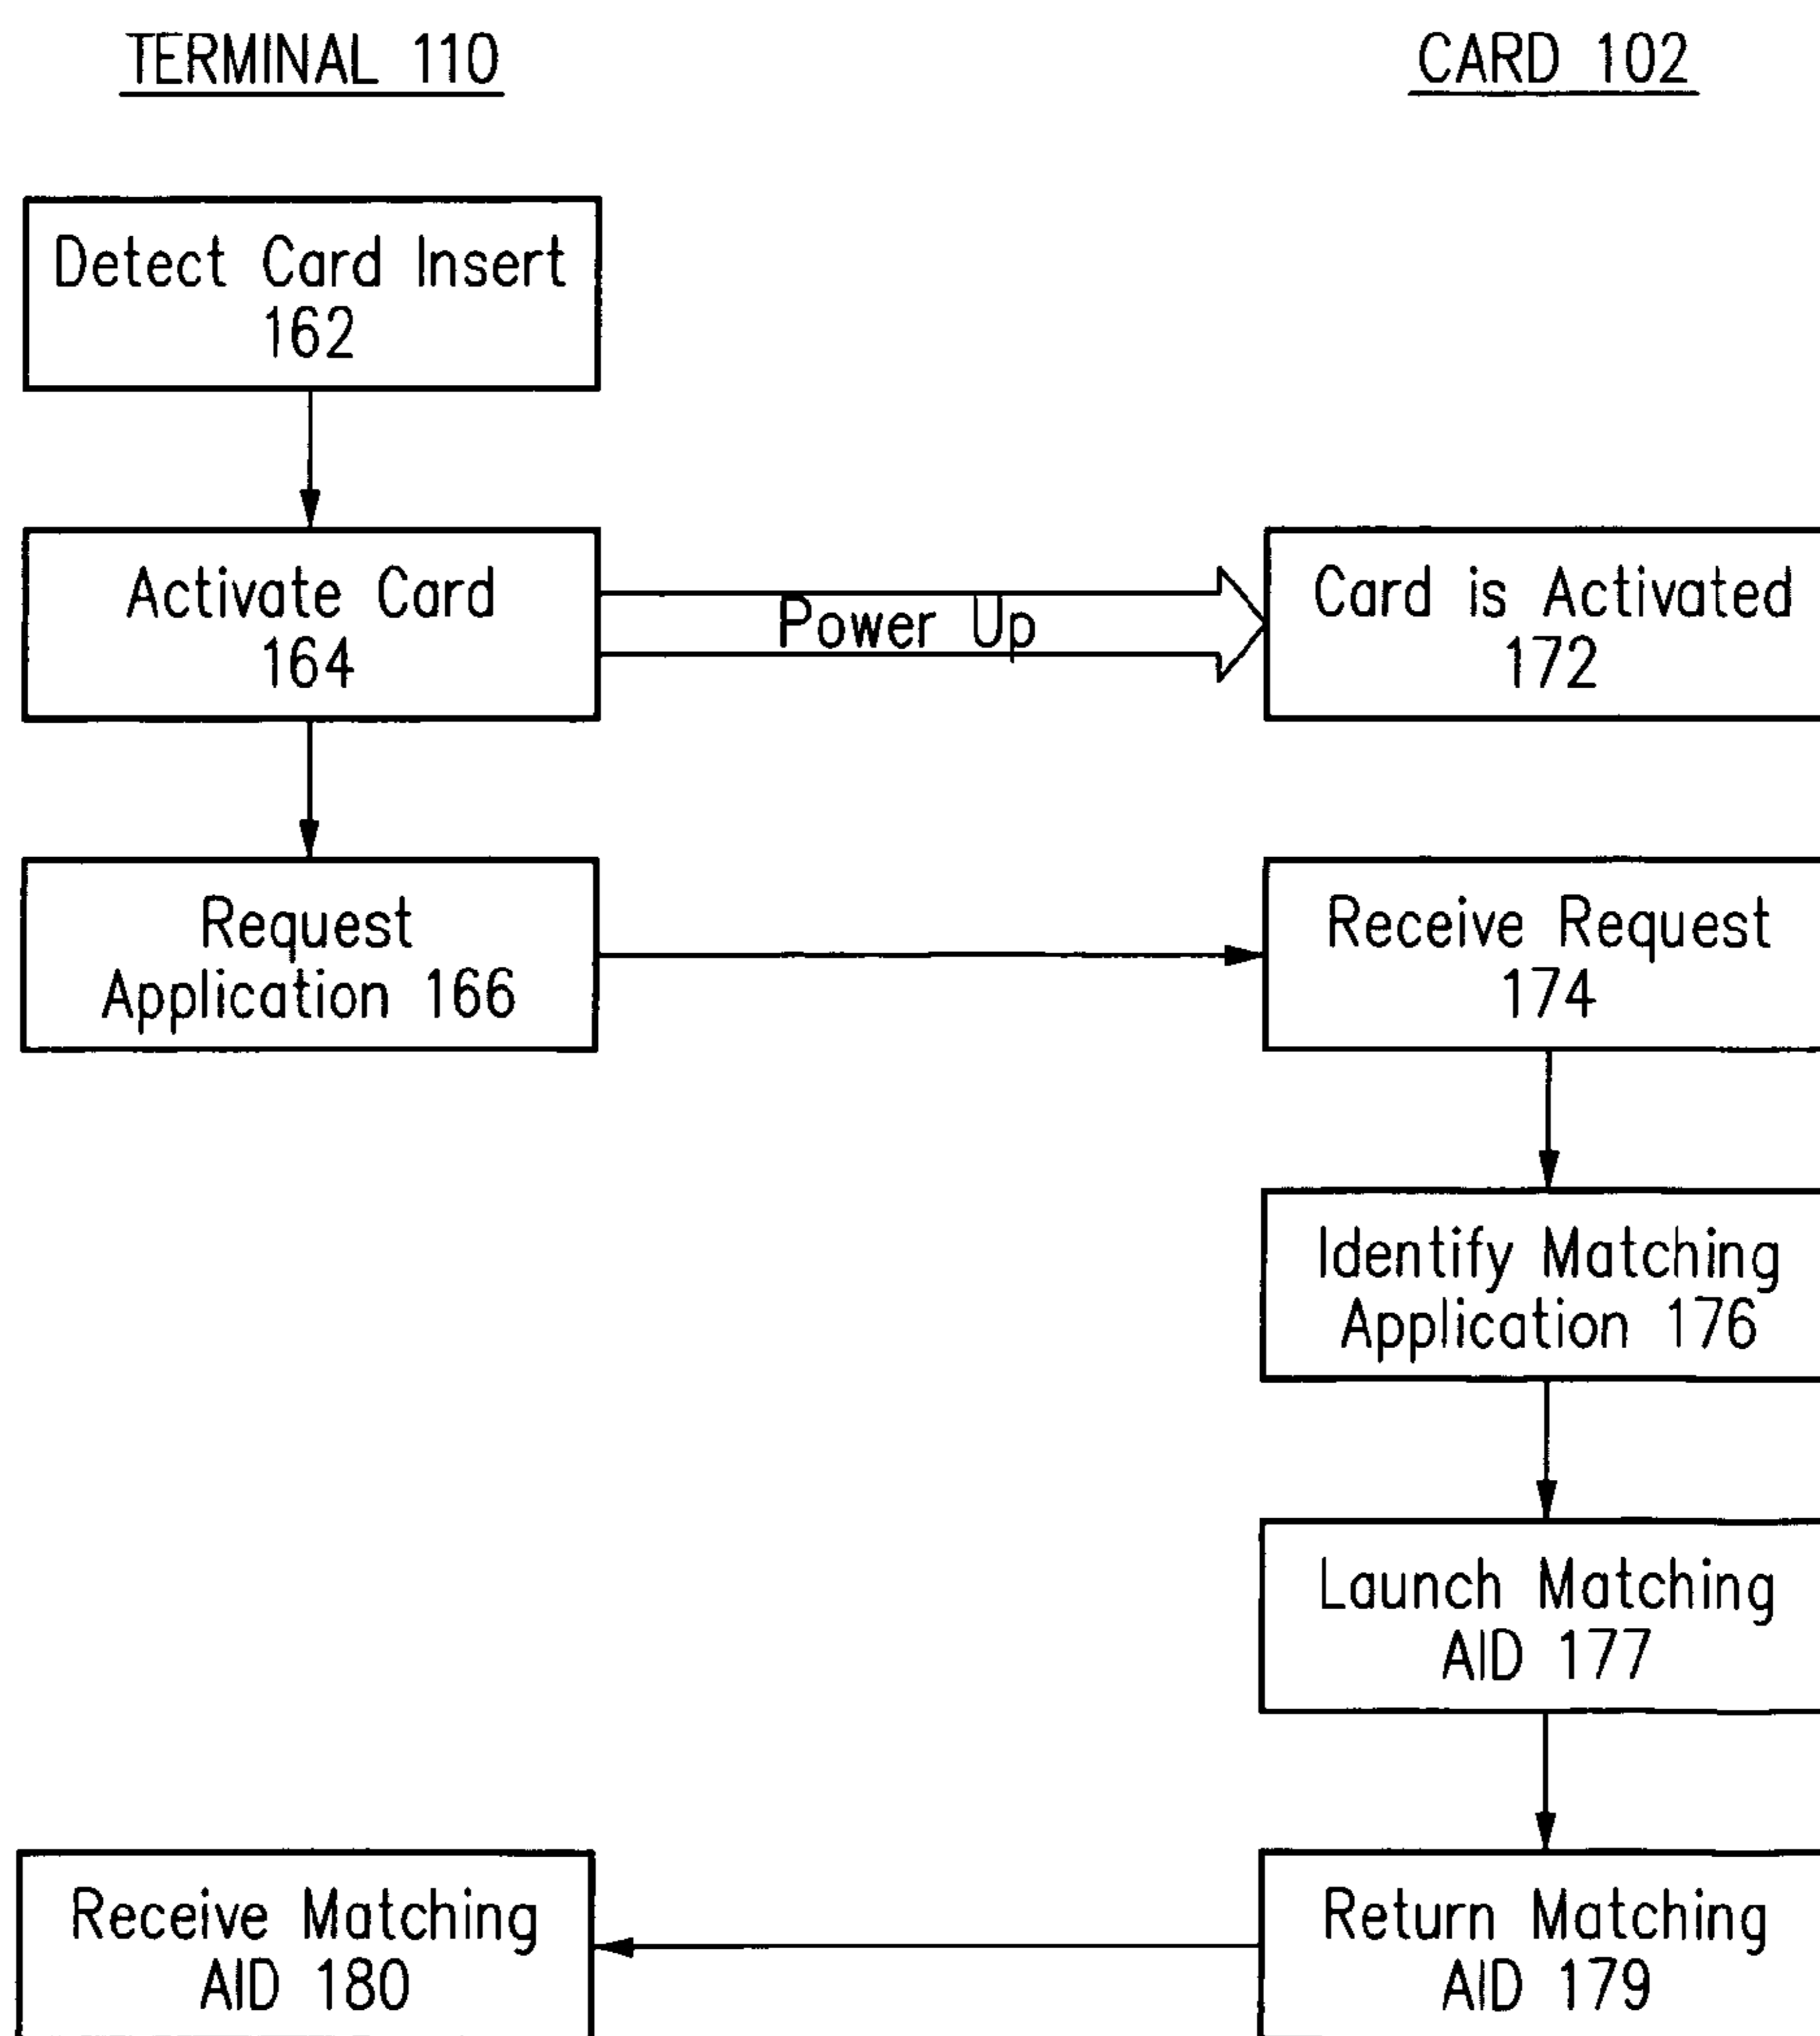 TERMINAL 110
CARD 102
Detect Card Insert
162
Activate Card
164
Power Up
Card is Activated
172
Request
Application 166
Receive Request
174
Identify Matching
Application 176
Launch Matching
AID 177
Receive Matching
AID 180
Return Matching
AID 179